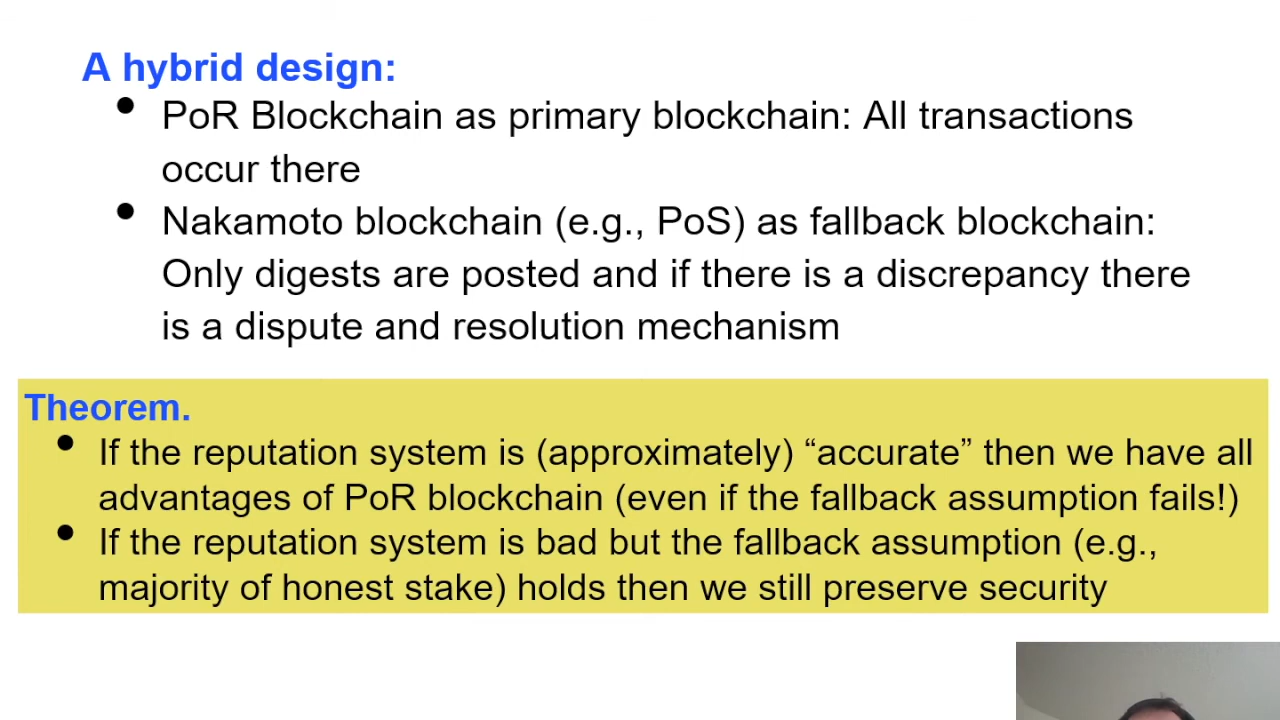 A hybrid design:
• PoR Blockchain as primary blockchain: All transactions
occur there
• Nakamoto blockchain (e.g., PoS) as fallback blockchain:
Only digests are posted and if there is a discrepancy there
is a dispute and resolution mechanism
Theorem.
• If the reputation system is (approximately) “accurate” then we have all
advantages of PoR blockchain (even if the fallback assumption fails!)
• If the reputation system is bad but the fallback assumption (e.g.,
majority of honest stake) holds then we still preserve security